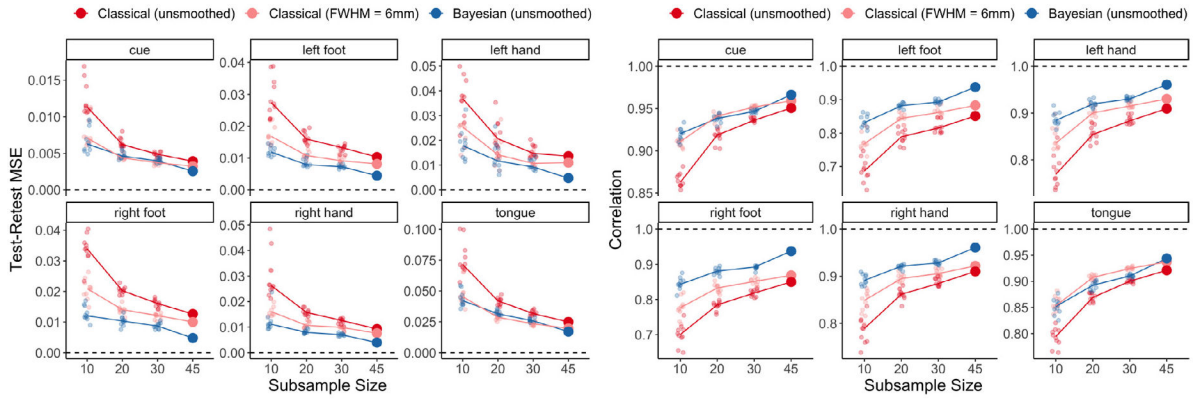 Classical (unsmoothed) Classical (FWHM = 6mm) Bayesian (unsmoothed)
cue left foot left hand
0.015 0.010 0.005 0.000
0.04 0.03 0.02 0.01 0.00
0.05 0.04 0.03 0.02 0.01 0.00
right foot right hand tongue
0.04 0.03 0.02 0.01 0.00
0.05 0.04 0.03 0.02 0.01 0.00
0.100 0.075 0.050 0.025 0.000
10 20 30 45 10 20 30 45 10 20 30 45
Test-Retest MSE
Subsample Size
Classical (unsmoothed) Classical (FWHM = 6mm) Bayesian (unsmoothed)
cue left foot left hand
1.00 0.95 0.90 0.85
1.0 0.9 0.8 0.7
1.0 0.9 0.8
right foot right hand tongue
1.0 0.9 0.8 0.7
1.0 0.9 0.8
1.00 0.95 0.90 0.85 0.80
10 20 30 45 10 20 30 45 10 20 30 45
Correlation
Subsample Size